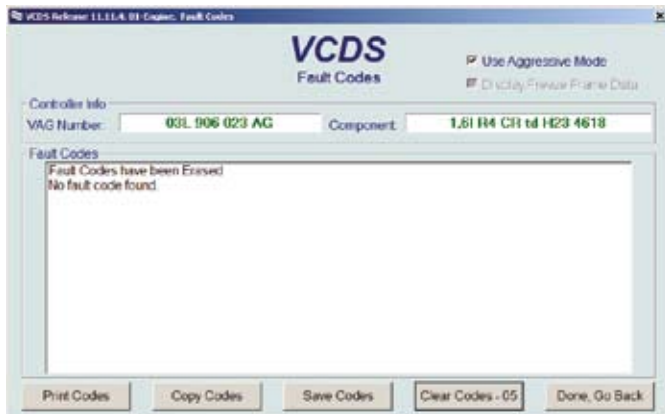 VCDS Release 11.11.4. 01-Engine, Fault Codes
VCDS
Fault Codes
Use Aggressive Mode
Display Freeze Frame Data
Controller Info
VAG Number:
03L 906 023 AG
Component:
1,6l R4 CR td H23 4618
Fault Codes
Fault Codes have been Erased
No fault code found
Print Codes
Copy Codes
Save Codes
Clear Codes - 05
Done, Go Back